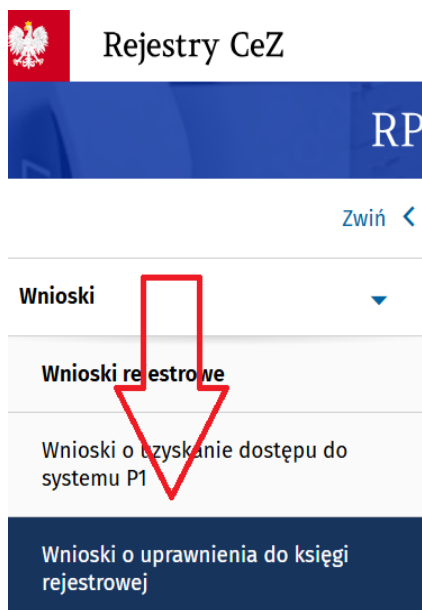 Rejestry CeZ
RP
Zwiń
Wnioski
Wnioski rejestrowe
Wnioski o uzyskanie dostępu do
systemu P1
Wnioski o uprawnienia do księgi
rejestrowej